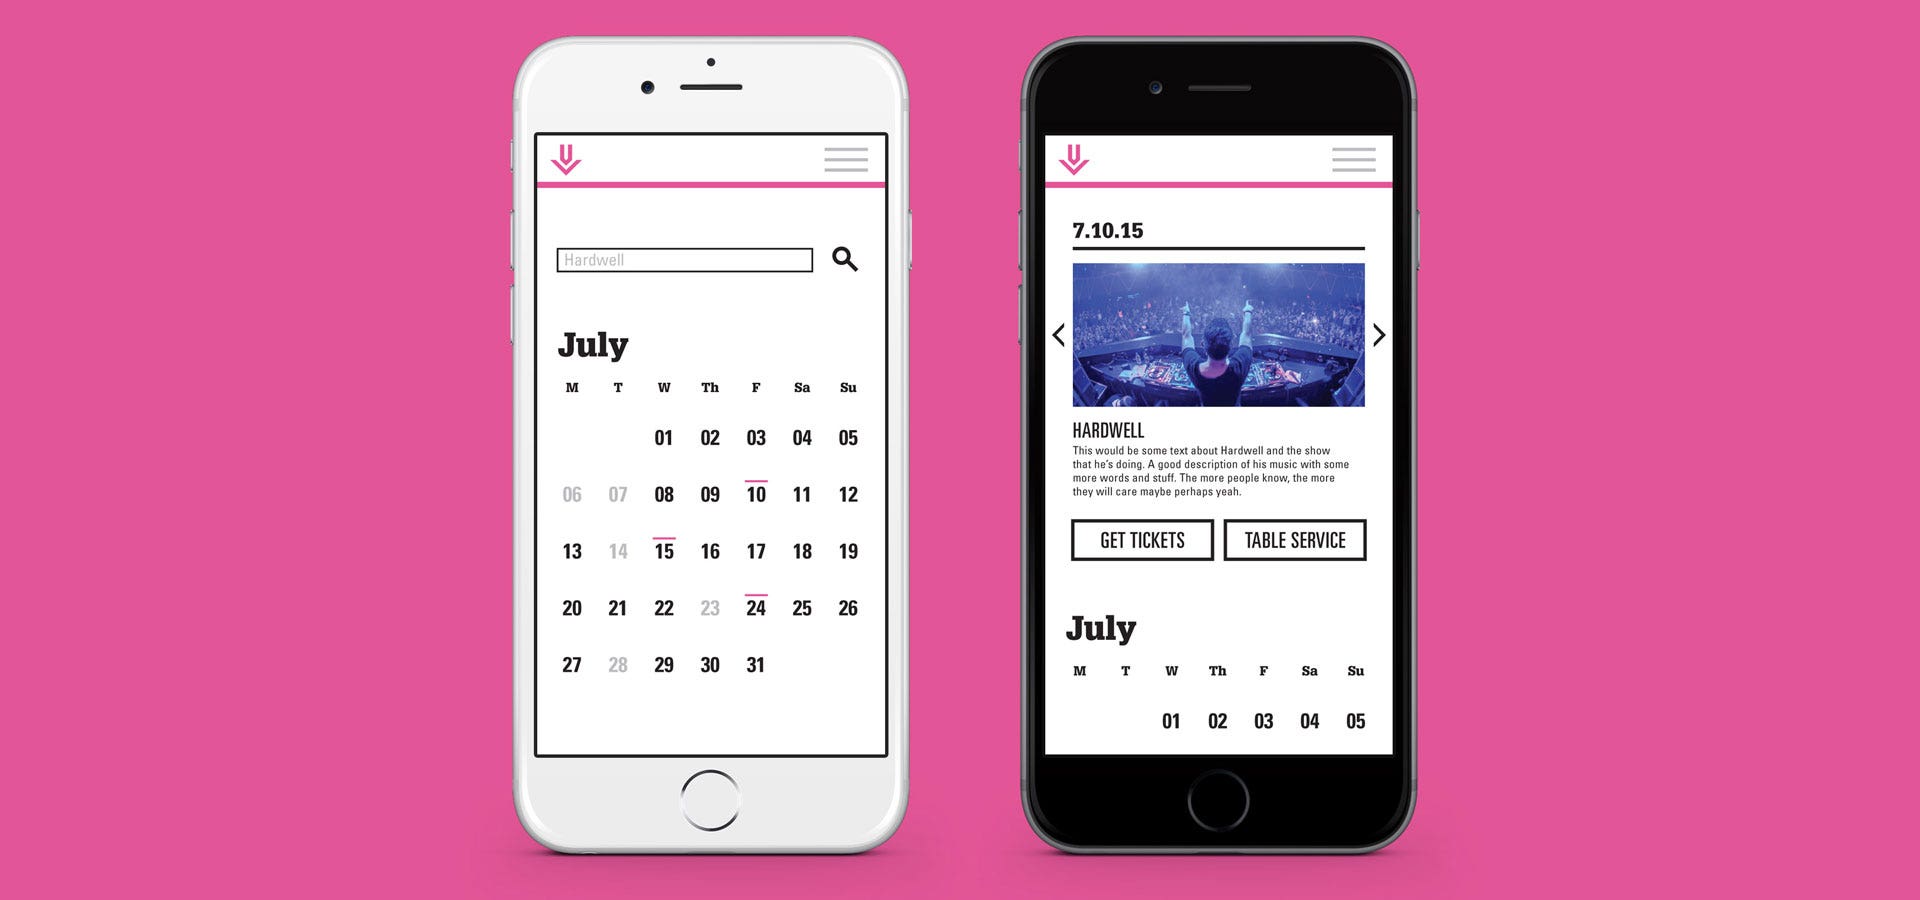 Hardwell
July
M T W Th F Sa Su
01 02 03 04 05
06 07 08 09 10 11 12
13 14 15 16 17 18 19
20 21 22 23 24 25 26
27 28 29 30 31
7.10.15
HARDWELL
This would be some text about Hardwell and the show
that he's doing. A good description of his music with some
more words and stuff. The more people know, the more
they will care maybe perhaps yeah.
GET TICKETS TABLE SERVICE
July
M T W Th F Sa Su
01 02 03 04 05